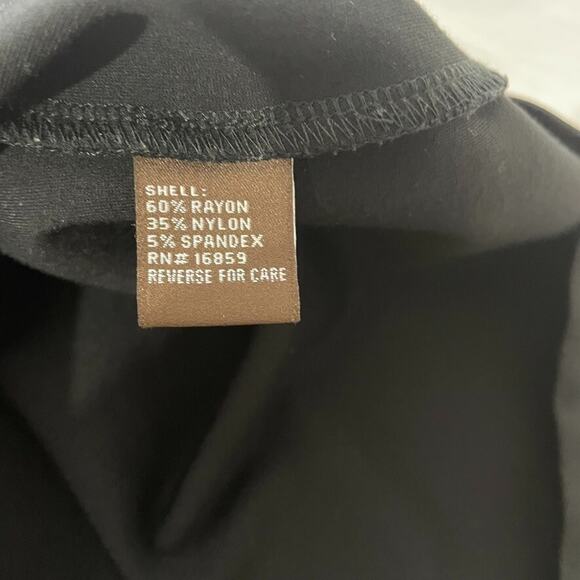 SHELL:
60% RAYON
35% NYLON
5% SPANDEX
RN# 16859
REVERSE FOR CARE